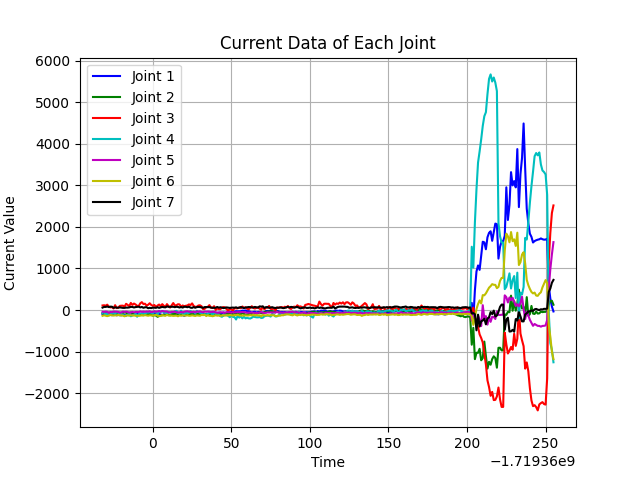 Current Data of Each Joint
6000
5000
4000
3000
2000
1000
0
−1000
−2000
Current Value
Joint 1
Joint 2
Joint 3
Joint 4
Joint 5
Joint 6
Joint 7
0 50 100 150 200 250
Time
−1.71936e9